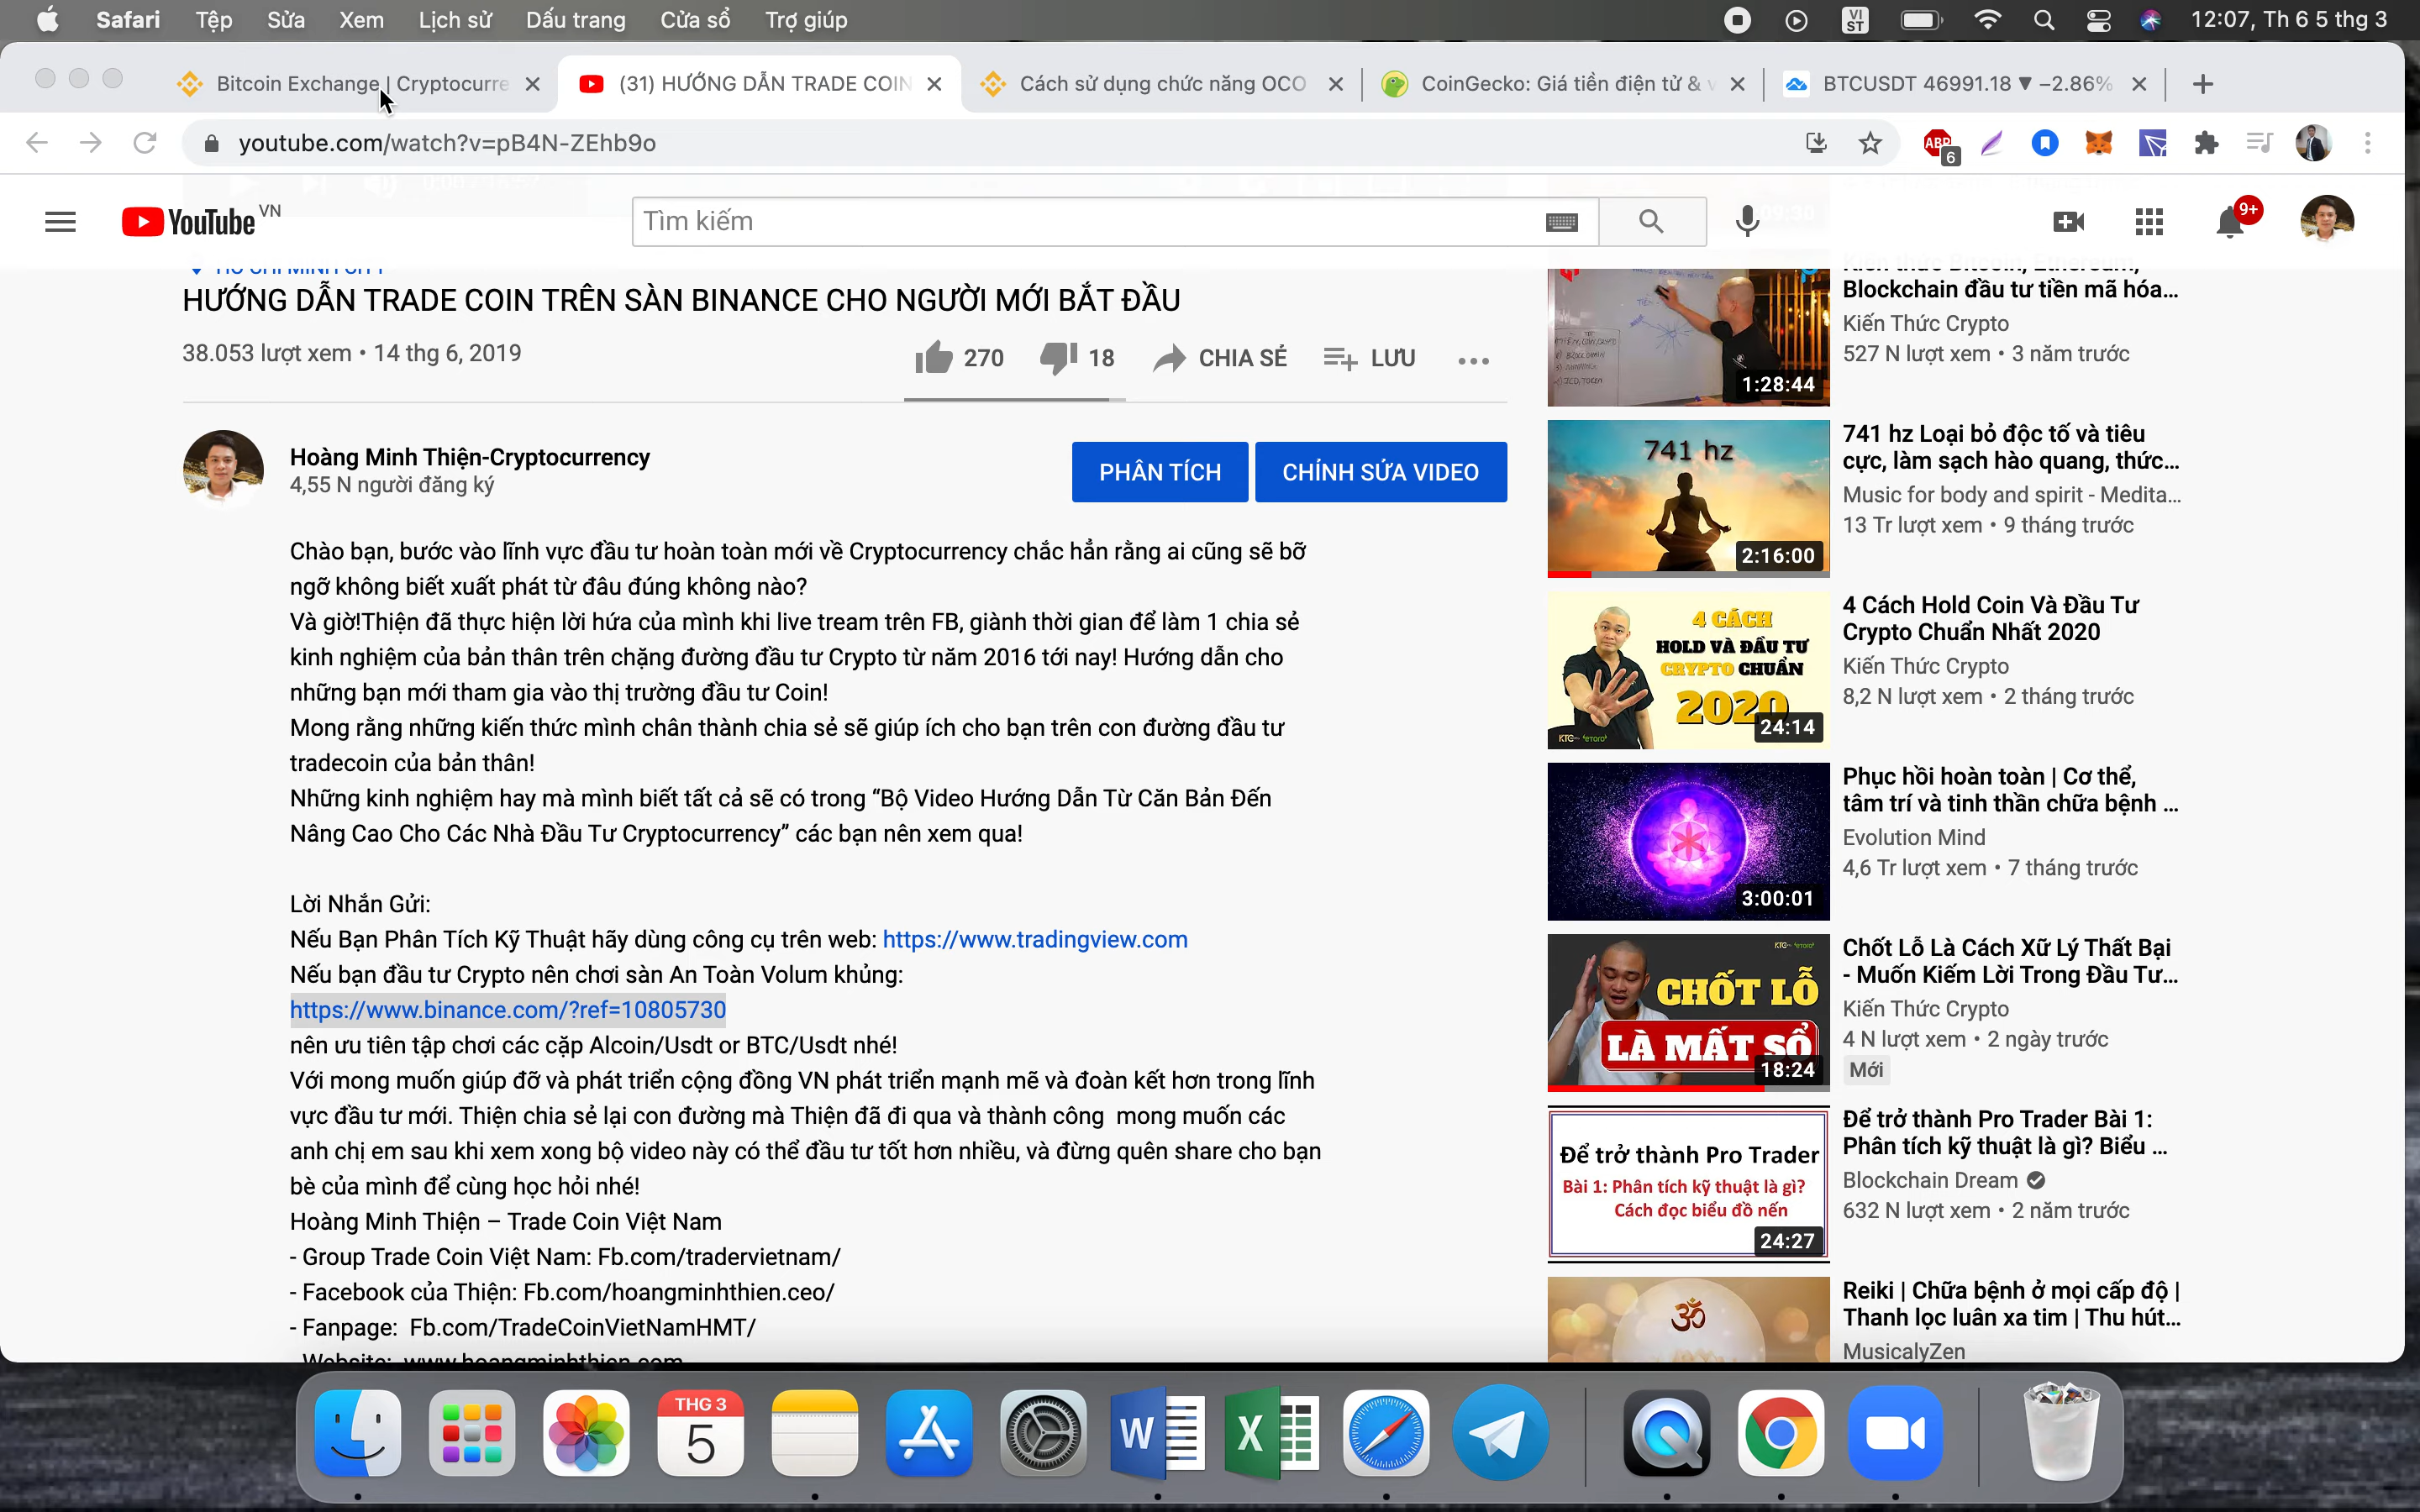 Safari Tệp Sửa Xem Lịch sử Dấu trang Cửa sổ Trợ giúp VI ST 12:07, Th 6 5 thg 3
Bitcoin Exchange | Cryptocurre (31) HƯỚNG DẪN TRADE COIN Cách sử dụng chức năng OCO CoinGecko: Giá tiền điện tử & v BTCUSDT 46991.18 ▼ −2.86%
youtube.com/watch?v=pB4N-ZEhb9o ABP 6
YouTube VN Tìm kiếm 9+
HƯỚNG DẪN TRADE COIN TRÊN SÀN BINANCE CHO NGƯỜI MỚI BẮT ĐẦU
38.053 lượt xem • 14 thg 6, 2019
270 18 CHIA SẺ LƯU
Hoàng Minh Thiện-Cryptocurrency
4,55 N người đăng ký
PHÂN TÍCH CHỈNH SỬA VIDEO
Chào bạn, bước vào lĩnh vực đầu tư hoàn toàn mới về Cryptocurrency chắc hẳn rằng ai cũng sẽ bỡ
ngỡ không biết xuất phát từ đâu đúng không nào?
Và giờ!Thiện đã thực hiện lời hứa của mình khi live tream trên FB, giành thời gian để làm 1 chia sẻ
kinh nghiệm của bản thân trên chặng đường đầu tư Crypto từ năm 2016 tới nay! Hướng dẫn cho
những bạn mới tham gia vào thị trường đầu tư Coin!
Mong rằng những kiến thức mình chân thành chia sẻ sẽ giúp ích cho bạn trên con đường đầu tư
tradecoin của bản thân!
Những kinh nghiệm hay mà mình biết tất cả sẽ có trong “Bộ Video Hướng Dẫn Từ Căn Bản Đến
Nâng Cao Cho Các Nhà Đầu Tư Cryptocurrency” các bạn nên xem qua!
Lời Nhắn Gửi:
Nếu Bạn Phân Tích Kỹ Thuật hãy dùng công cụ trên web: https://www.tradingview.com
Nếu bạn đầu tư Crypto nên chơi sàn An Toàn Volum khủng:
https://www.binance.com/?ref=10805730
nên ưu tiên tập chơi các cặp Alcoin/Usdt or BTC/Usdt nhé!
Với mong muốn giúp đỡ và phát triển cộng đồng VN phát triển mạnh mẽ và đoàn kết hơn trong lĩnh
vực đầu tư mới. Thiện chia sẻ lại con đường mà Thiện đã đi qua và thành công mong muốn các
anh chị em sau khi xem xong bộ video này có thể đầu tư tốt hơn nhiều, và đừng quên share cho bạn
bè của mình để cùng học hỏi nhé!
Hoàng Minh Thiện – Trade Coin Việt Nam
- Group Trade Coin Việt Nam: Fb.com/tradervietnam/
- Facebook của Thiện: Fb.com/hoangminhthien.ceo/
- Fanpage: Fb.com/TradeCoinVietNamHMT/
- Website: www.hoangminhthien.com
Kiến thức Bitcoin, Ethereum,
Blockchain đầu tư tiền mã hóa...
Kiến Thức Crypto
527 N lượt xem • 3 năm trước
1:28:44
741 hz
2:16:00
741 hz Loại bỏ độc tố và tiêu
cực, làm sạch hào quang, thức...
Music for body and spirit - Medita...
13 Tr lượt xem • 9 tháng trước
4 CÁCH
HOLD VÀ ĐẦU TƯ
CRYPTO CHUẨN
2020
24:14
4 Cách Hold Coin Và Đầu Tư
Crypto Chuẩn Nhất 2020
Kiến Thức Crypto
8,2 N lượt xem • 2 tháng trước
3:00:01
Phục hồi hoàn toàn | Cơ thể,
tâm trí và tinh thần chữa bệnh ...
Evolution Mind
4,6 Tr lượt xem • 7 tháng trước
CHỐT LỖ
LÀ MẤT SỔ
18:24
Chốt Lỗ Là Cách Xữ Lý Thất Bại
- Muốn Kiếm Lời Trong Đầu Tư...
Kiến Thức Crypto
4 N lượt xem • 2 ngày trước
Mới
Để trở thành Pro Trader
Bài 1: Phân tích kỹ thuật là gì?
Cách đọc biểu đồ nến
24:27
Để trở thành Pro Trader Bài 1:
Phân tích kỹ thuật là gì? Biểu ...
Blockchain Dream
632 N lượt xem • 2 năm trước
ॐ
Reiki | Chữa bệnh ở mọi cấp độ |
Thanh lọc luân xa tim | Thu hút...
MusicalyZen
THG 3
5
W X